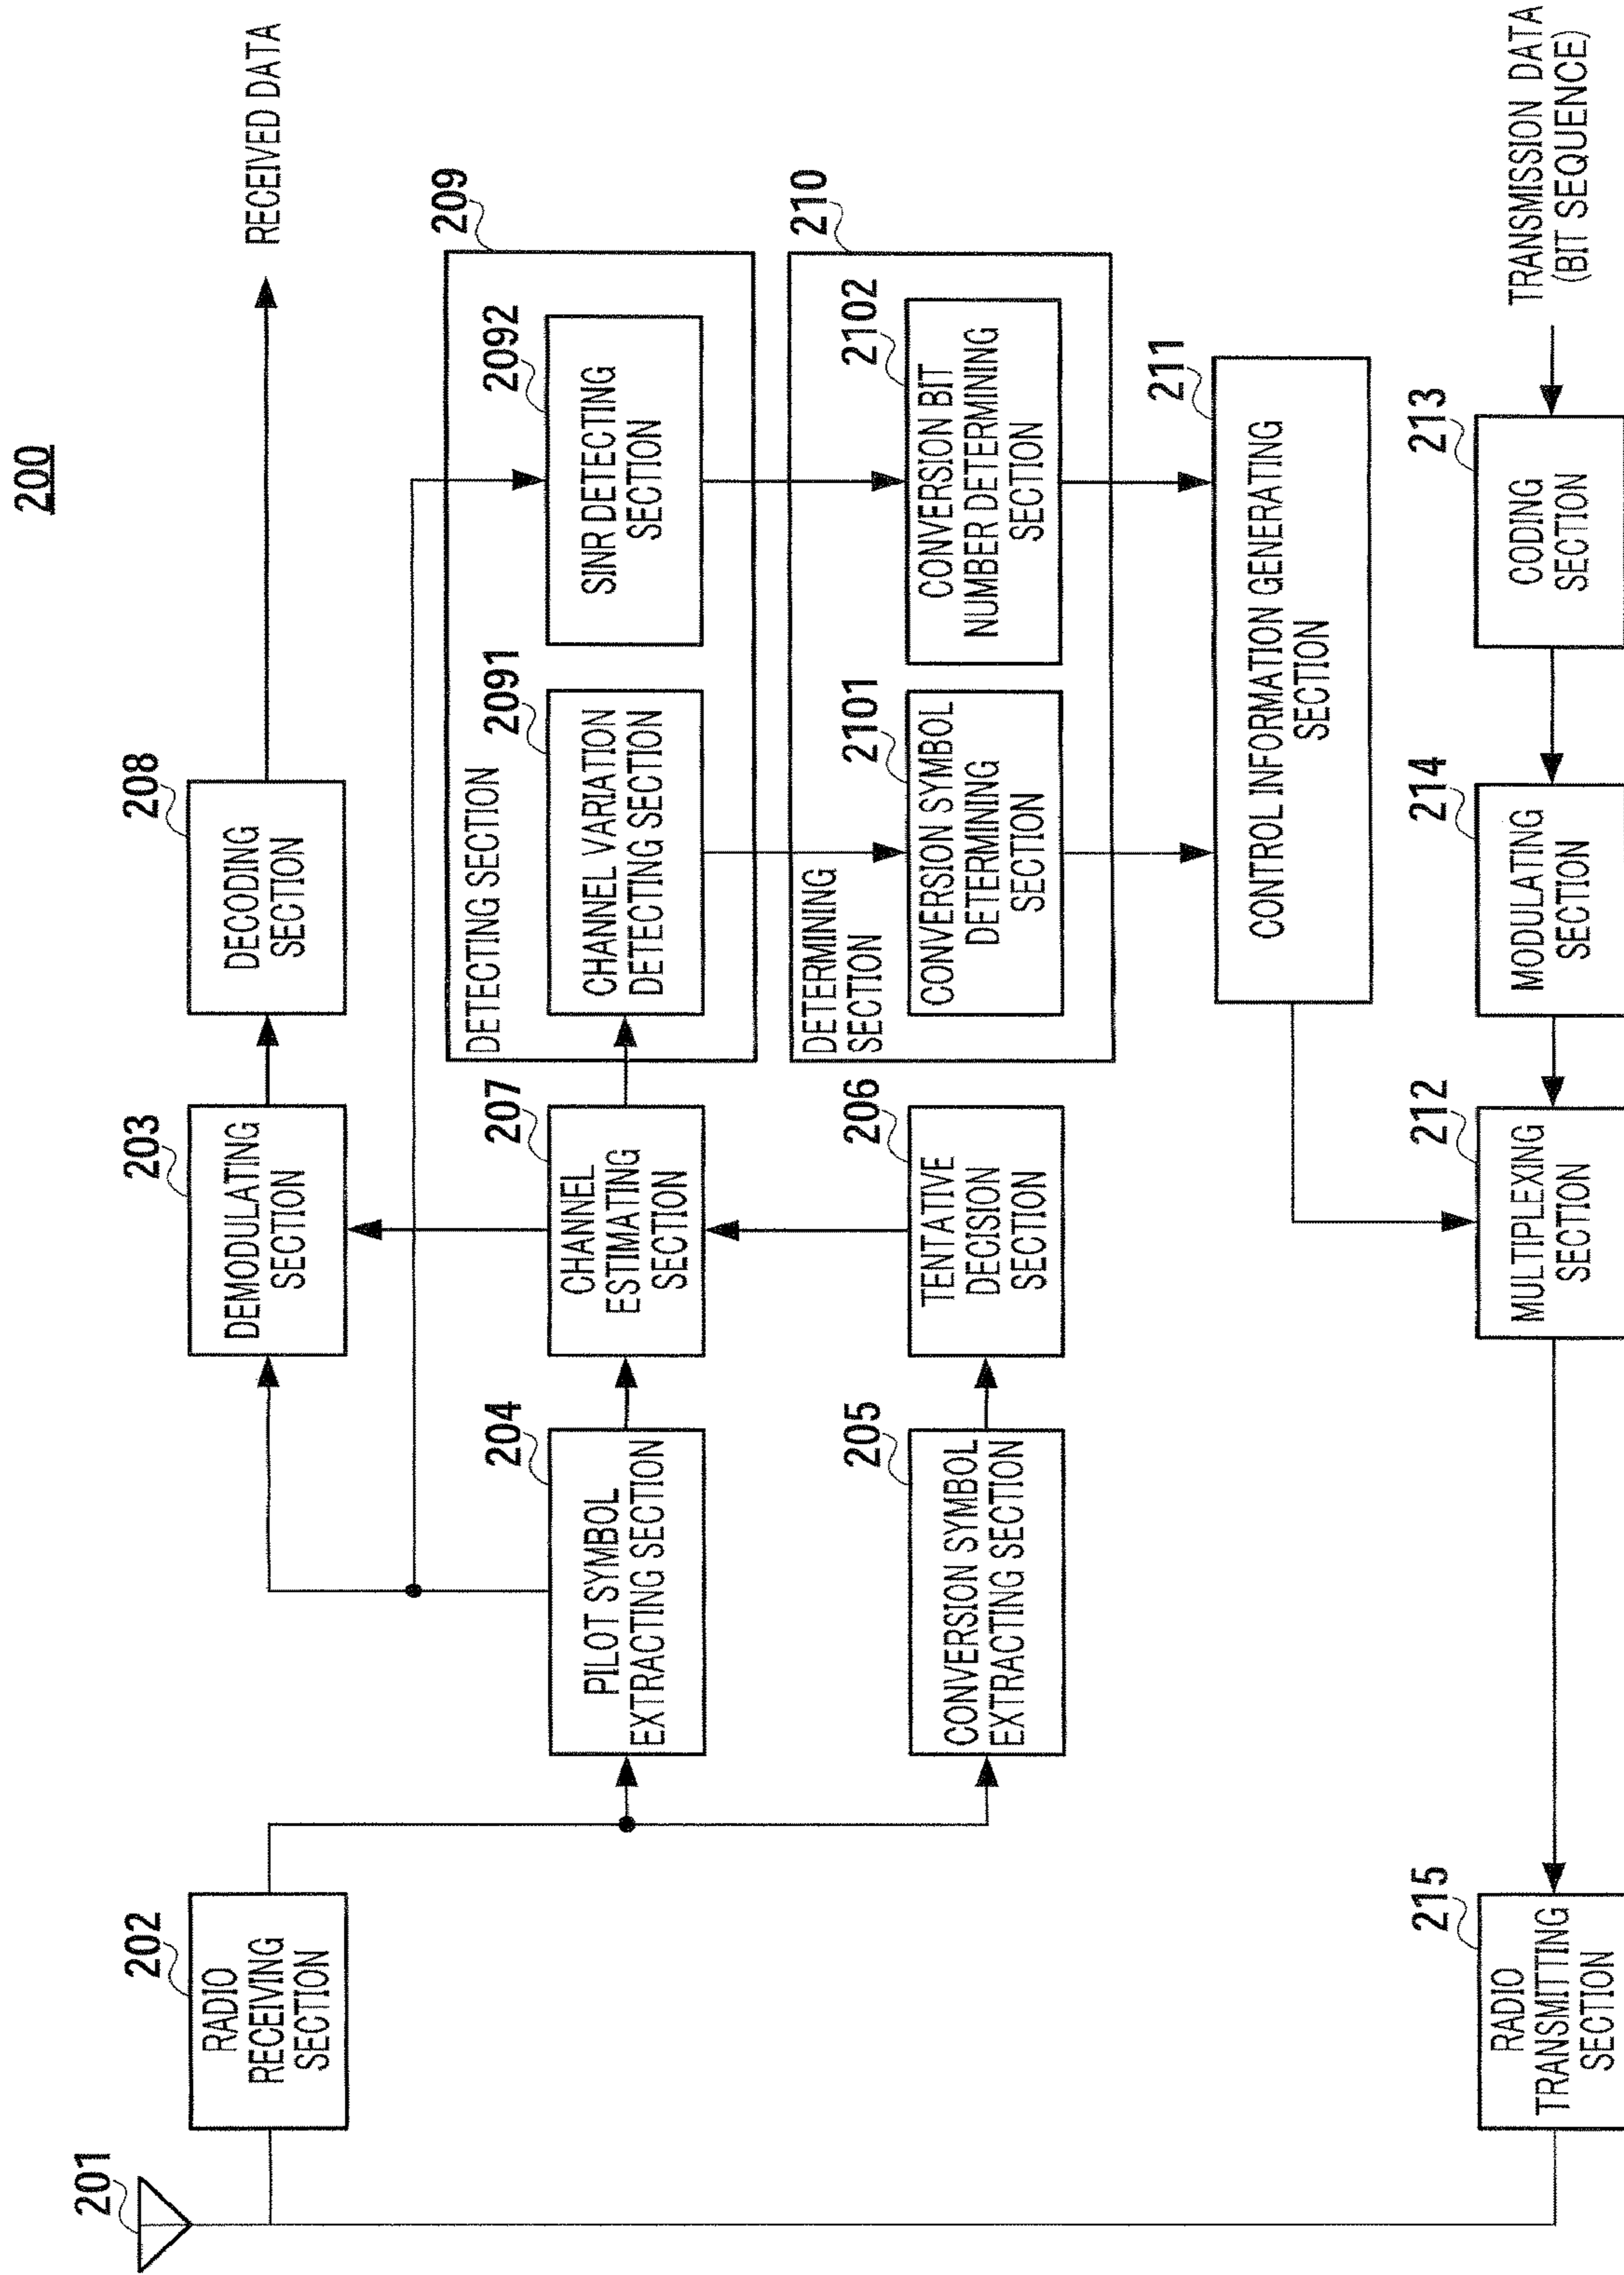 200
201
202
RADIO
RECEIVING
SECTION
203
DEMODULATING
SECTION
208
DECODING
SECTION
RECEIVED DATA
204
PILOT SYMBOL
EXTRACTING SECTION
207
CHANNEL
ESTIMATING
SECTION
209
DETECTING SECTION
2091
CHANNEL VARIATION
DETECTING SECTION
2092
SINR DETECTING
SECTION
205
CONVERSION SYMBOL
EXTRACTING SECTION
206
TENTATIVE
DECISION
SECTION
210
DETERMINING
SECTION
2101
CONVERSION SYMBOL
DETERMINING
SECTION
2102
CONVERSION BIT
NUMBER DETERMINING
SECTION
211
CONTROL INFORMATION GENERATING
SECTION
215
RADIO
TRANSMITTING
SECTION
212
MULTIPLEXING
SECTION
214
MODULATING
SECTION
213
CODING
SECTION
TRANSMISSION DATA
(BIT SEQUENCE)